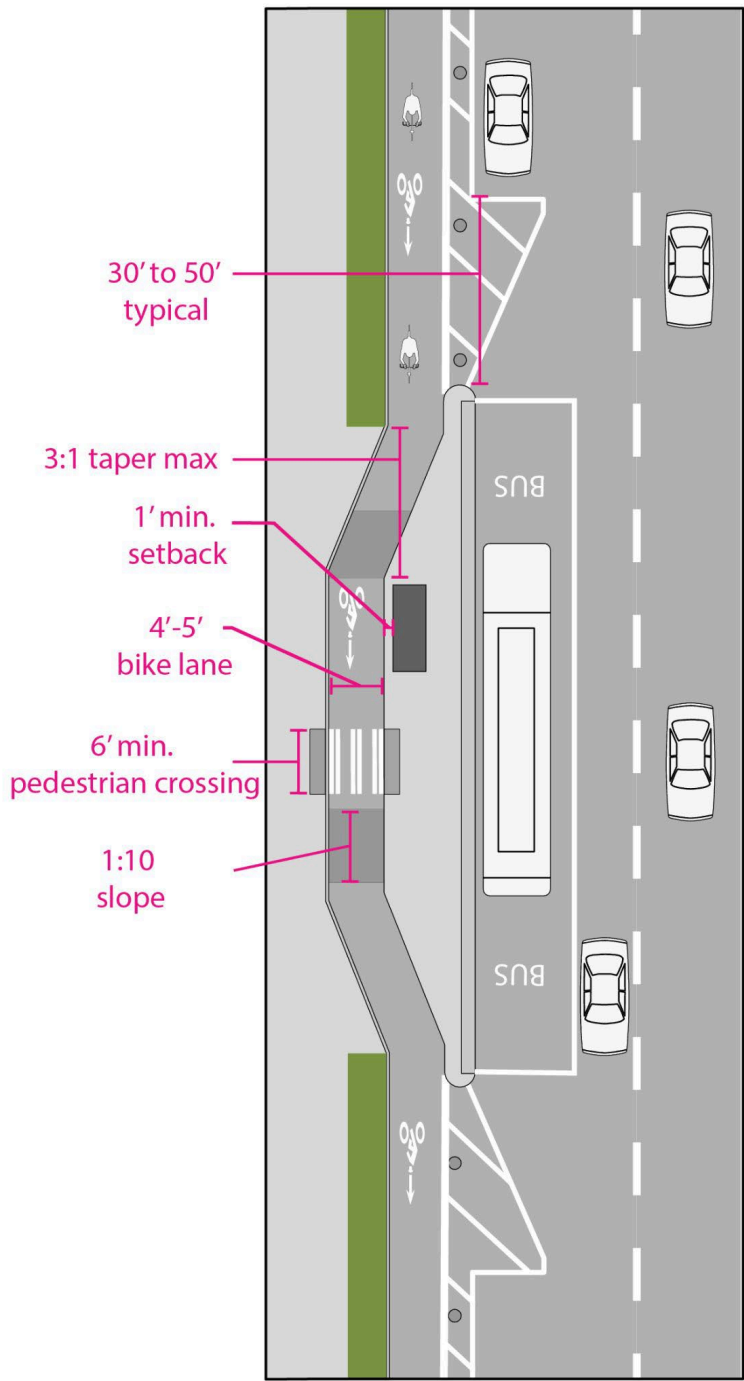 30’ to 50’
typical
3:1 taper max
1’ min.
setback
4’-5’
bike lane
6’ min.
pedestrian crossing
1:10
slope
BUS
BUS